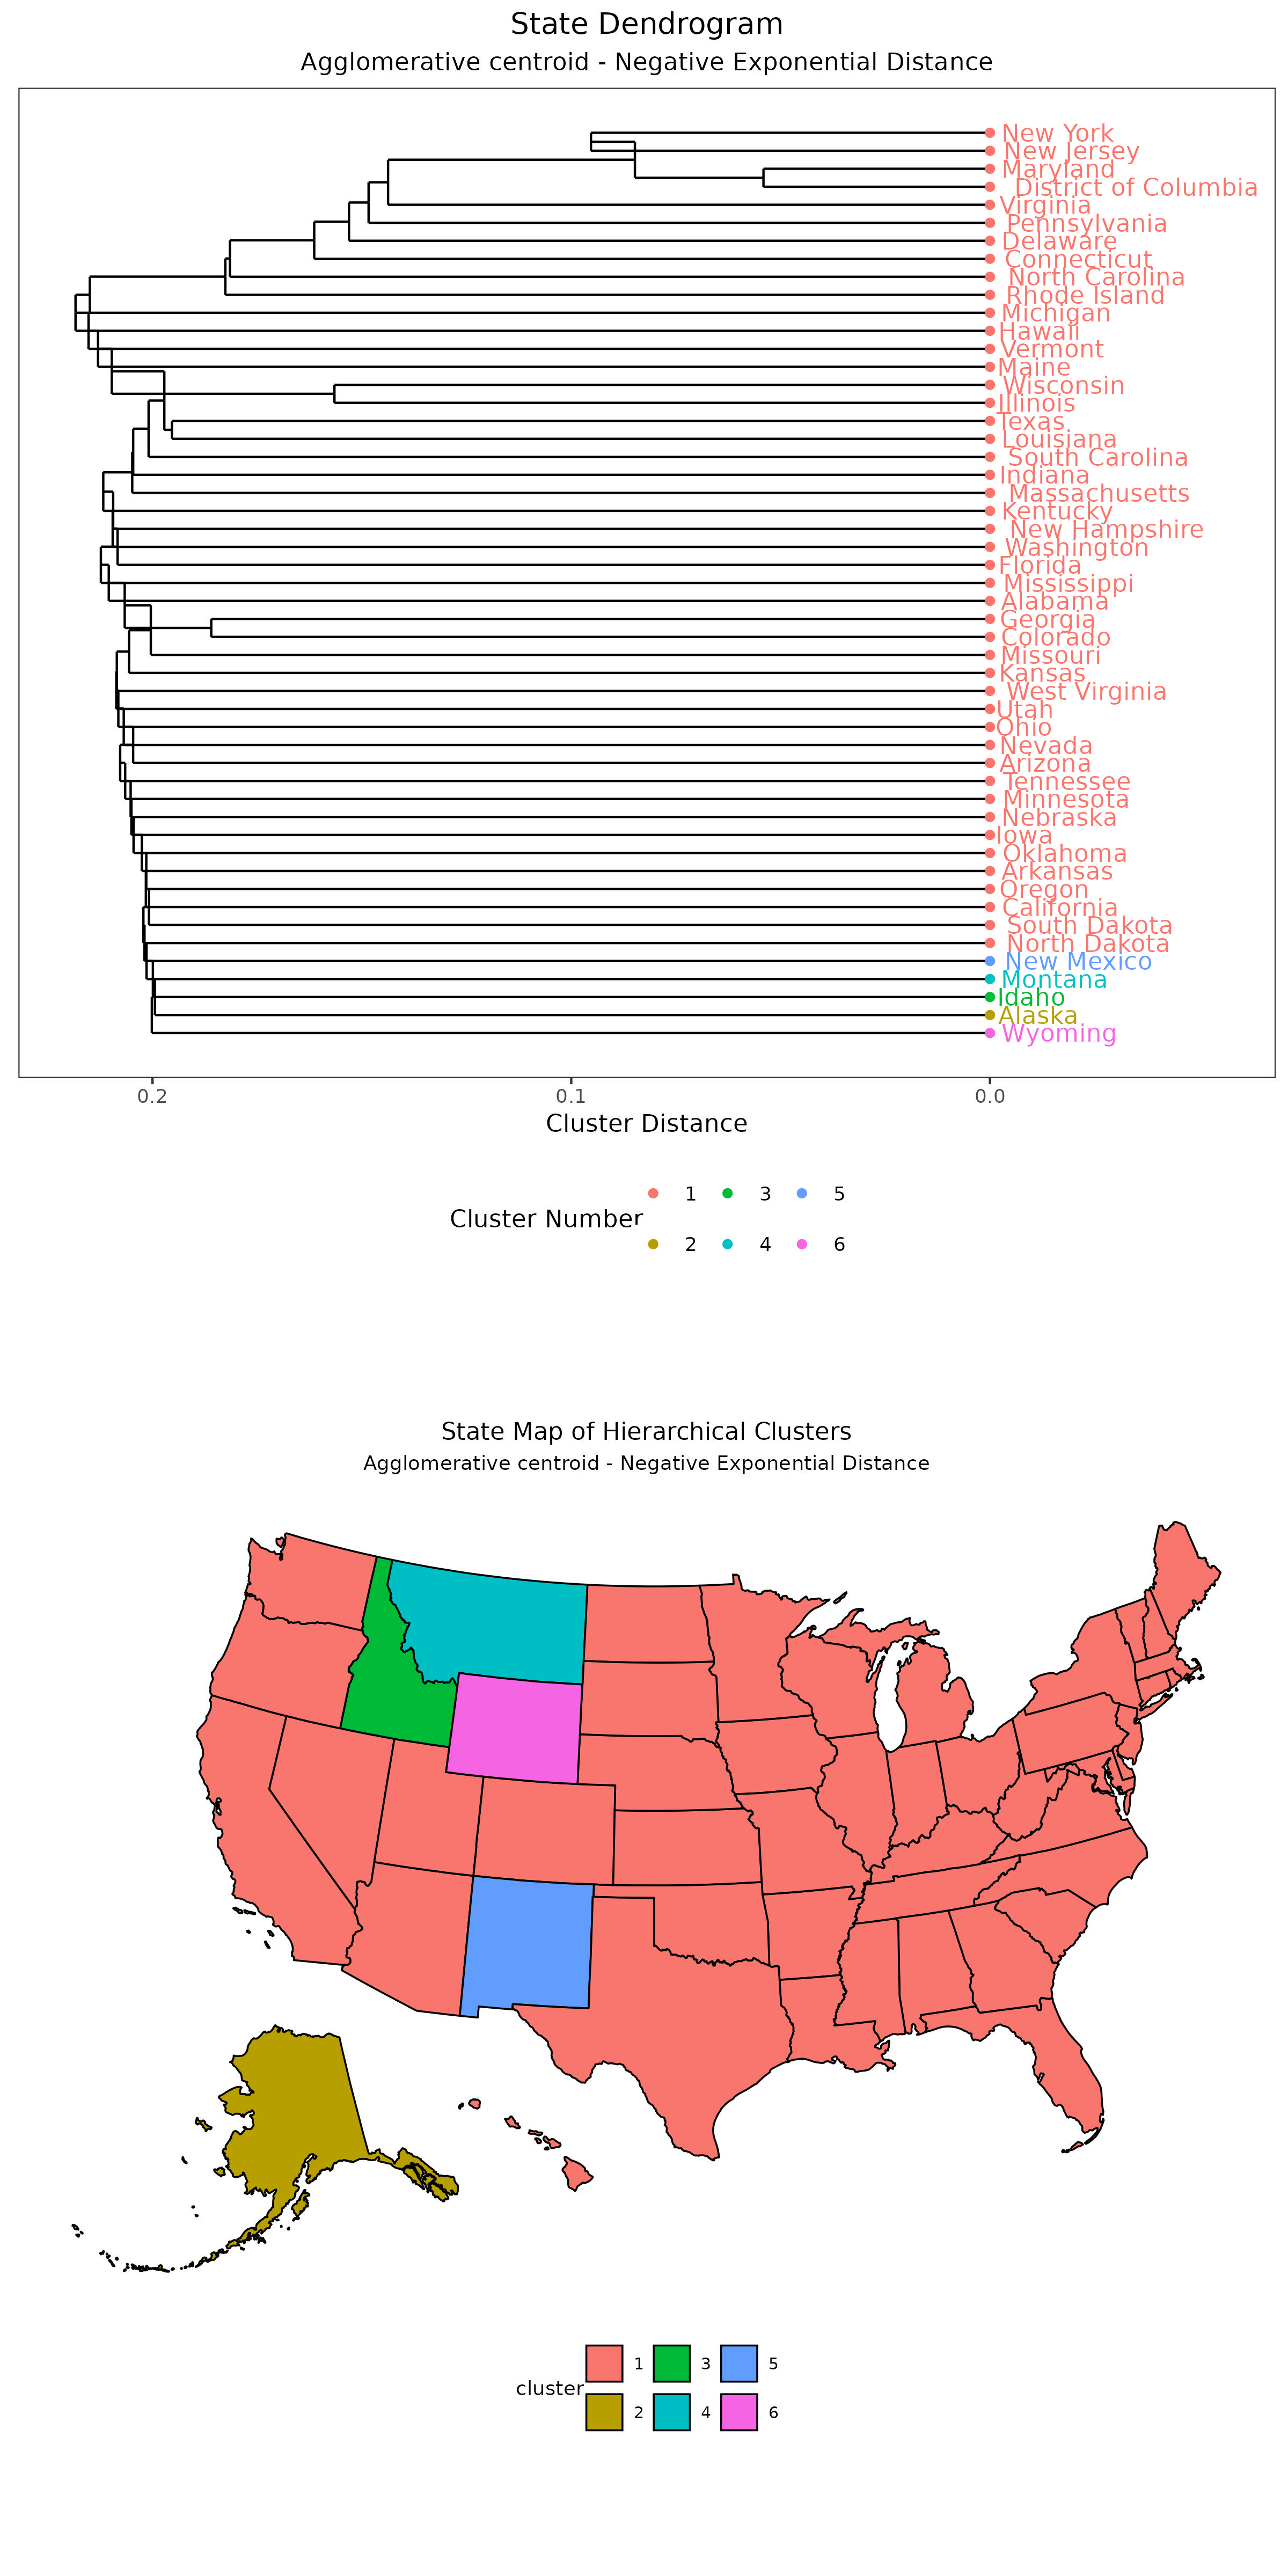 State Dendrogram
Agglomerative centroid - Negative Exponential Distance
New York
New Jersey
Maryland
District of Columbia
Virginia
Pennsylvania
Delaware
Connecticut
North Carolina
Rhode Island
Michigan
Hawaii
Vermont
Maine
Wisconsin
Illinois
Texas
Louisiana
South Carolina
Indiana
Massachusetts
Kentucky
New Hampshire
Washington
Florida
Mississippi
Alabama
Georgia
Colorado
Missouri
Kansas
West Virginia
Utah
Ohio
Nevada
Arizona
Tennessee
Minnesota
Nebraska
Iowa
Oklahoma
Arkansas
Oregon
California
South Dakota
North Dakota
New Mexico
Montana
Idaho
Alaska
Wyoming
0.2 0.1 0.0
Cluster Distance
1 3 5
Cluster Number
2 4 6
State Map of Hierarchical Clusters
Agglomerative centroid - Negative Exponential Distance
1 3 5
cluster
2 4 6